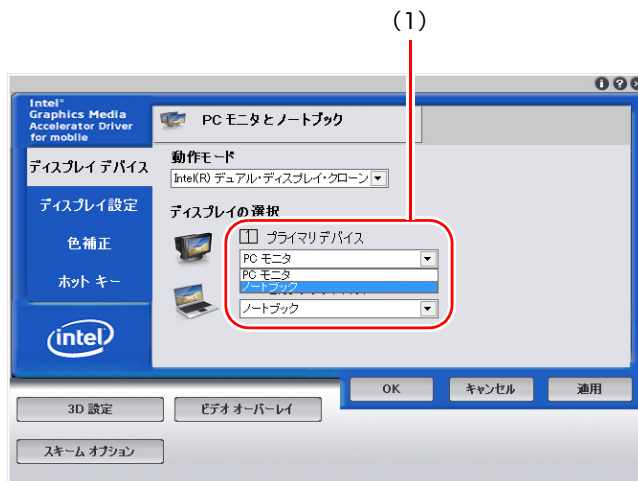 (1)
Intel®
Graphics Media
Accelerator Driver
for mobile
PC モニタとノートブック
ディスプレイ デバイス
ディスプレイ設定
色補正
ホット キー
intel
動作モード
Intel(R) デュアル・ディスプレイ・クローン
ディスプレイの選択
1 プライマリ デバイス
PC モニタ
PC モニタ
ノートブック
ノートブック
OK
キャンセル
適用
3D 設定
ビデオ オーバーレイ
スキーム オプション